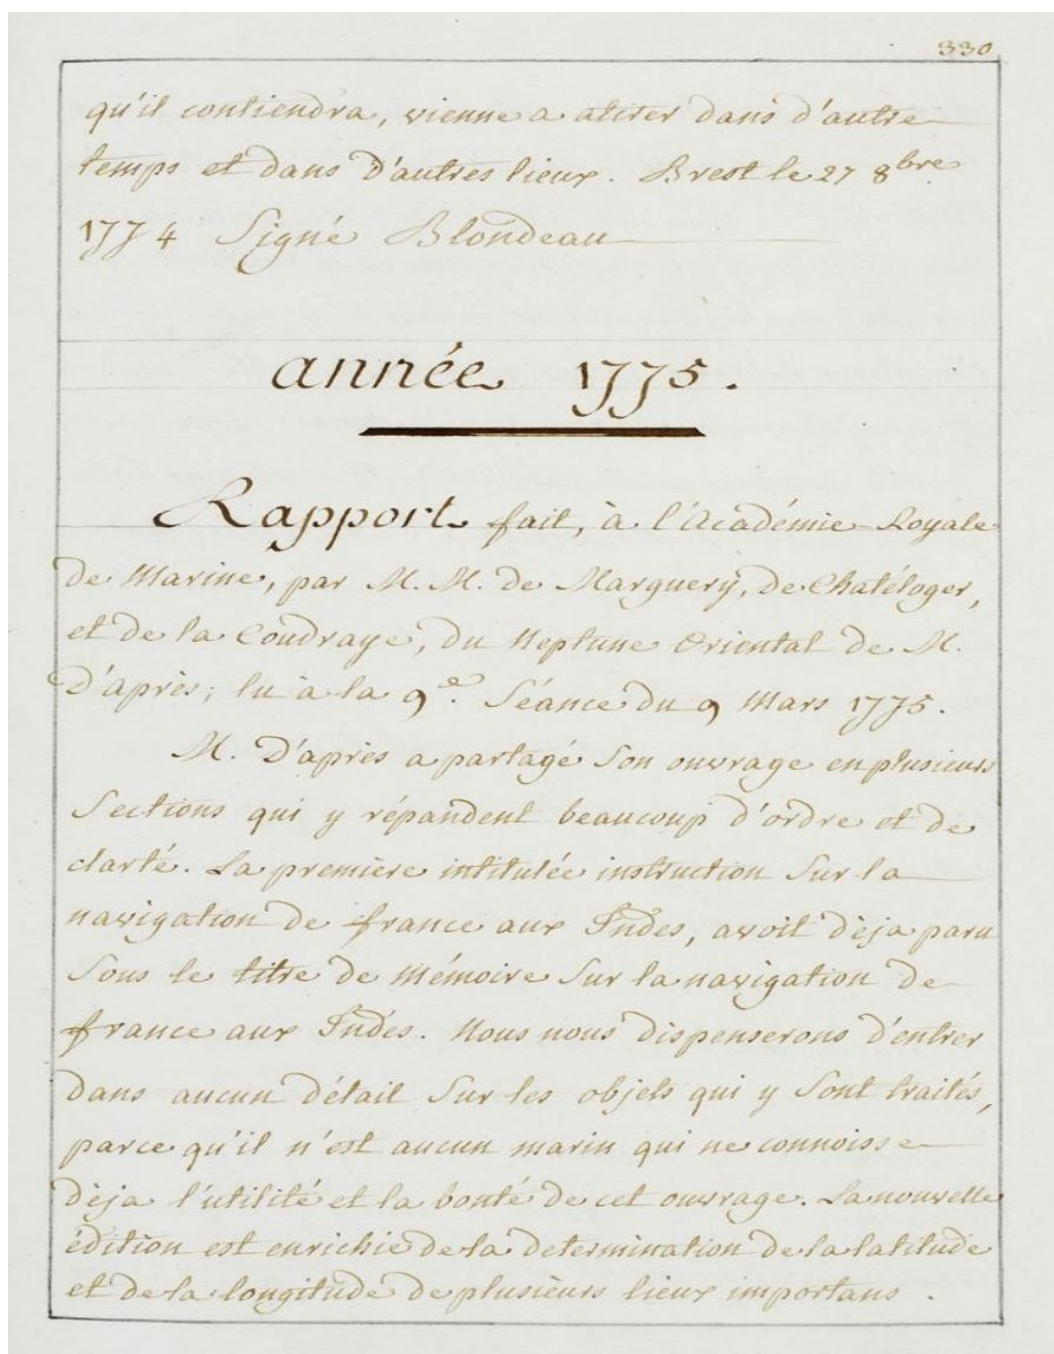 330
qu'il contiendra, vienne a atirer dans d'autre
temps et dans d'autres lieux. Brest le 27 8bre
1774 Signé Blondeau
année 1775.
Rapport fait, à l'Académie Royale
de Marine, par M. M. de Marguerÿ, de Chatéloger,
et de la Coudraye, du Neptune Oriental de M.
D'après; lu à la 9e. Séance du 9 Mars 1775.
M. D'après a partagé Son ouvrage en plusieurs
Sections qui y répandent beaucoup d'ordre et de
clarté. La première intitulée instruction Sur la
navigation de france aux Indes, avoit dèja paru
Sous le titre de Mémoire Sur la navigation de
france aux Indes. Nous nous dispenserons d'entrer
dans aucun détail Sur les objets qui y Sont traités,
parce qu'il n'est aucun marin qui ne connoisse
dèja l'utilité et la bonté de cet ouvrage. La nouvelle
édition est enrichie de la determination de la latitude
et de la longitude de plusieurs lieux importans.